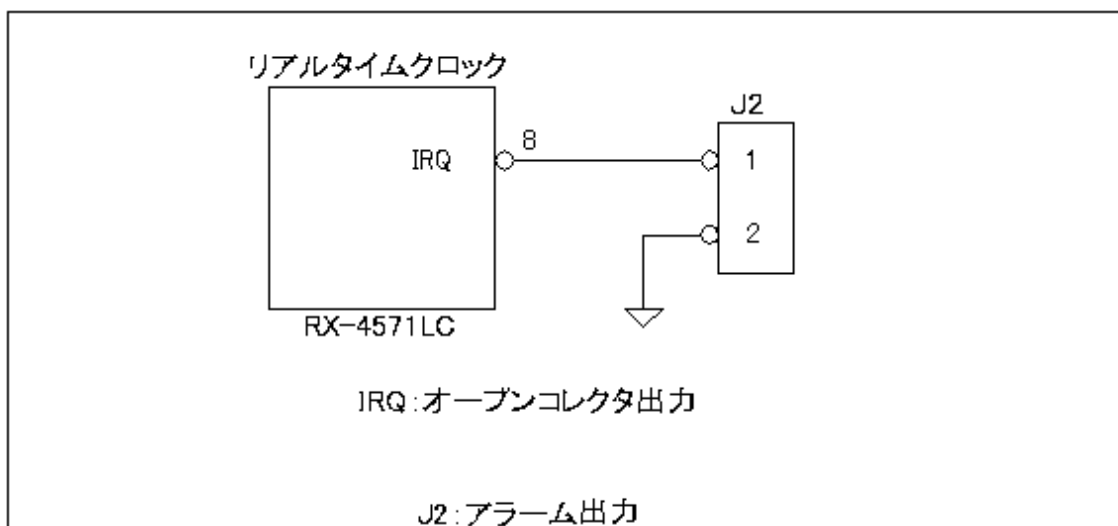 リアルタイムクロック
J2
IRQ
8
1
2
RX-4571LC
IRQ:オープンコレクタ出力
J2:アラーム出力